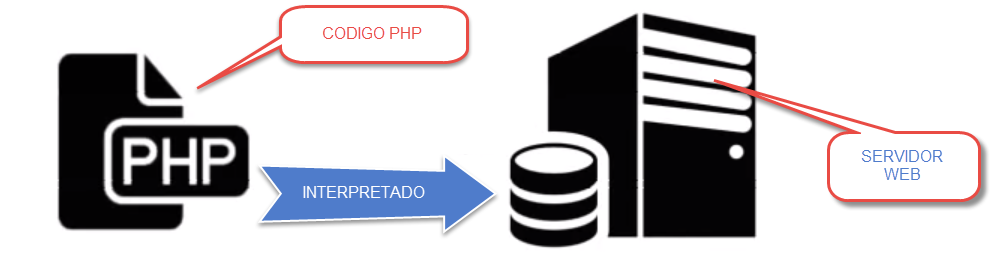 CODIGO PHP
PHP
INTERPRETADO
SERVIDOR
WEB